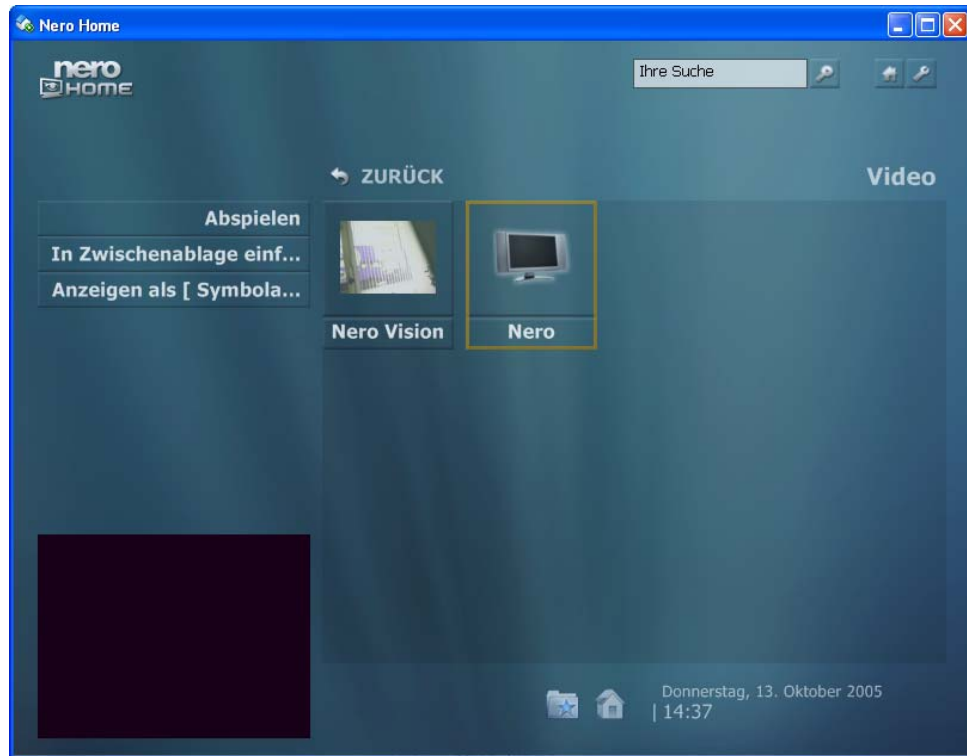 Nero Home
nero
HOME
Ihre Suche
ZURÜCK
Video
Abspielen
In Zwischenablage einf...
Anzeigen als [ Symbola...
Nero Vision
Nero
Donnerstag, 13. Oktober 2005
| 14:37